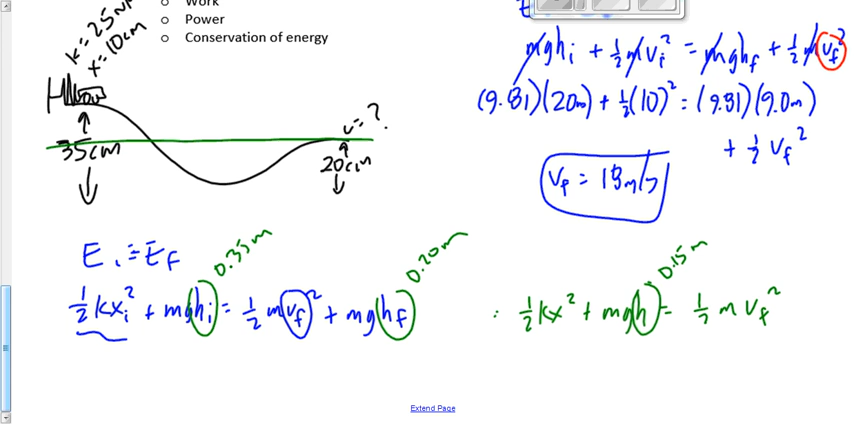 o Work
o Power
o Conservation of energy
x = 10cm
v = ?
35cm
20cm
mghi + ½mvi² = mghf + ½mvf²
(9.81)(20m) + ½(10)² = (9.81)(9.0m)
+ ½ vf²
vf = 18m/s
Ei = Ef
0.35m
0.20m
½kxi² + mghi = ½mvf² + mghf
0.15m
½kx² + mgh = ½mvf²
Extend Page